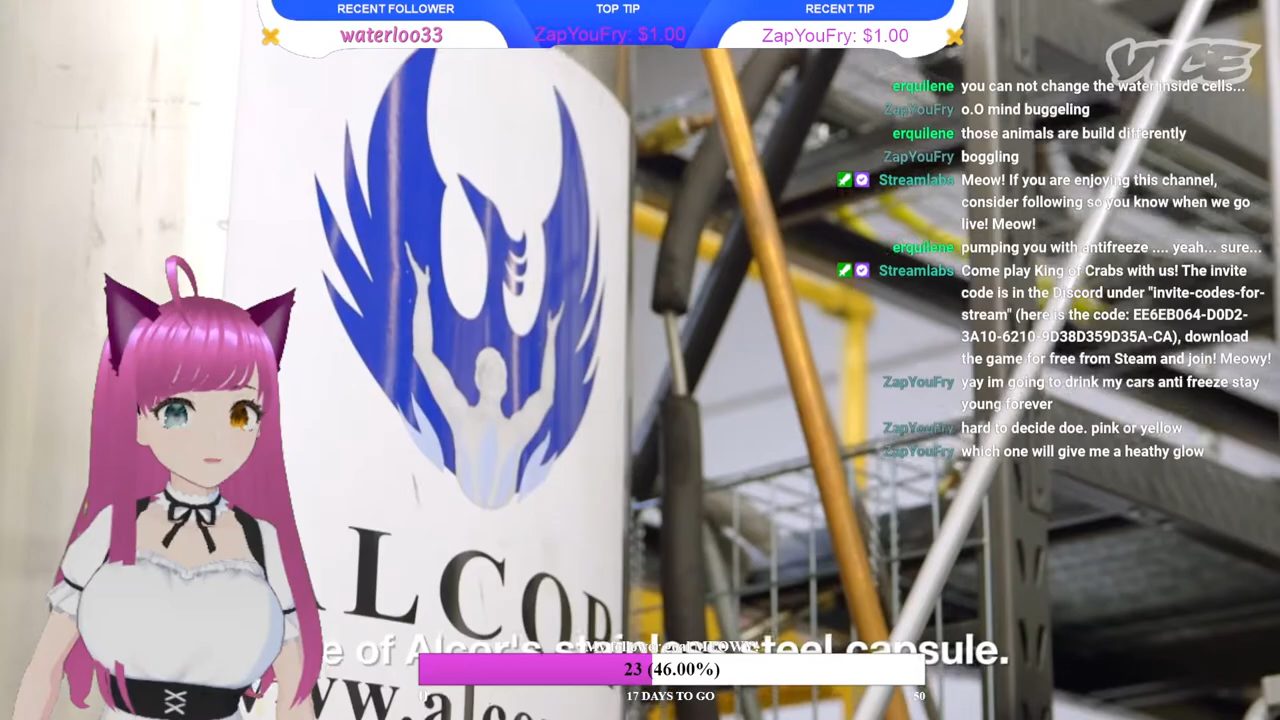 RECENT FOLLOWER
TOP TIP
RECENT TIP
waterloo33
ZapYouFry: $1.00
ZapYouFry: $1.00
VICE
erquilene you can not change the water inside cells...
ZapYouFry o.O mind buggeling
erquilene those animals are build differently
ZapYouFry boggling
Streamlabs Meow! If you are enjoying this channel,
consider following so you know when we go
live! Meow!
erquilene pumping you with antifreeze .... yeah... sure...
Streamlabs Come play King of Crabs with us! The invite
code is in the Discord under "invite-codes-for-
stream" (here is the code: EE6EB064-D0D2-
3A10-6210-9D38D359D35A-CA), download
the game for free from Steam and join! Meowy!
ZapYouFry yay im going to drink my cars anti freeze stay
young forever
ZapYouFry hard to decide doe. pink or yellow
ZapYouFry which one will give me a heathy glow
ALCOR
e of Alcor's stainless steel capsule.
23 (46.00%)
17 DAYS TO GO
50